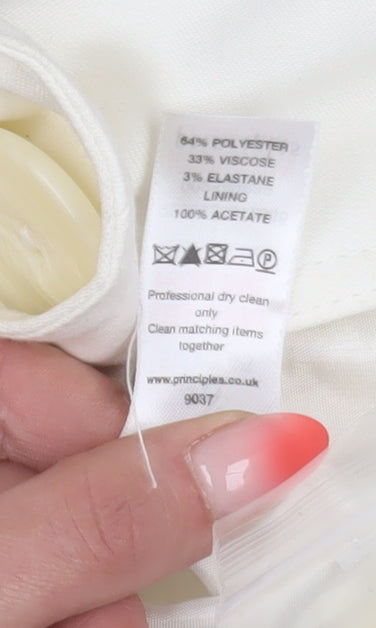 64% POLYESTER
33% VISCOSE
3% ELASTANE
LINING
100% ACETATE
P
Professional dry clean
only
Clean matching items
together
www.principles.co.uk
9037